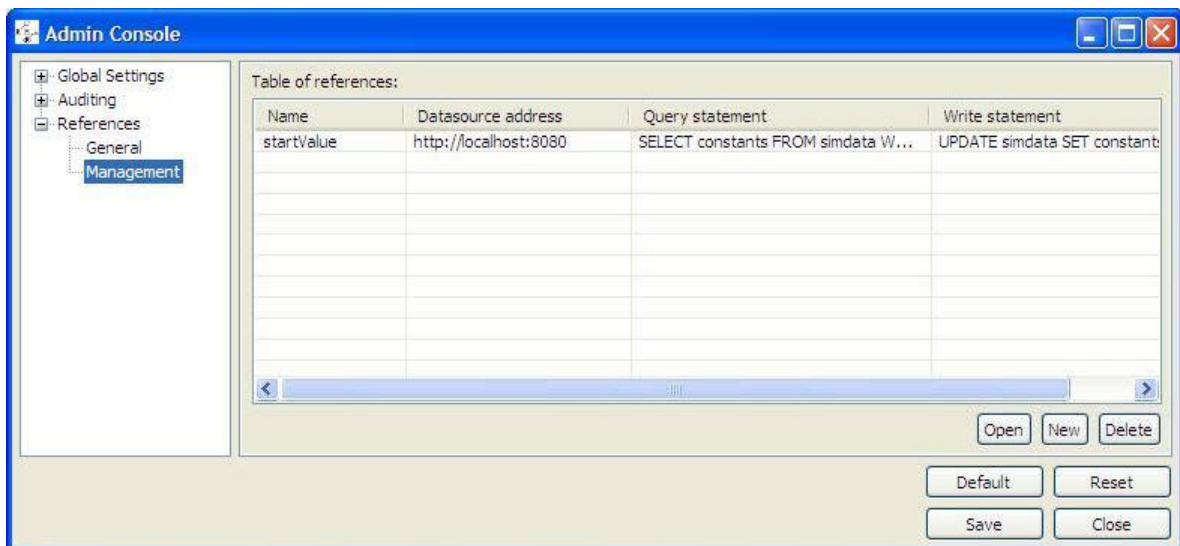 Admin Console
Global Settings
Auditing
References
General
Management
Table of references:
Name Datasource address Query statement Write statement
startValue http://localhost:8080 SELECT constants FROM simdata W... UPDATE simdata SET constants
Open New Delete
Default Reset
Save Close